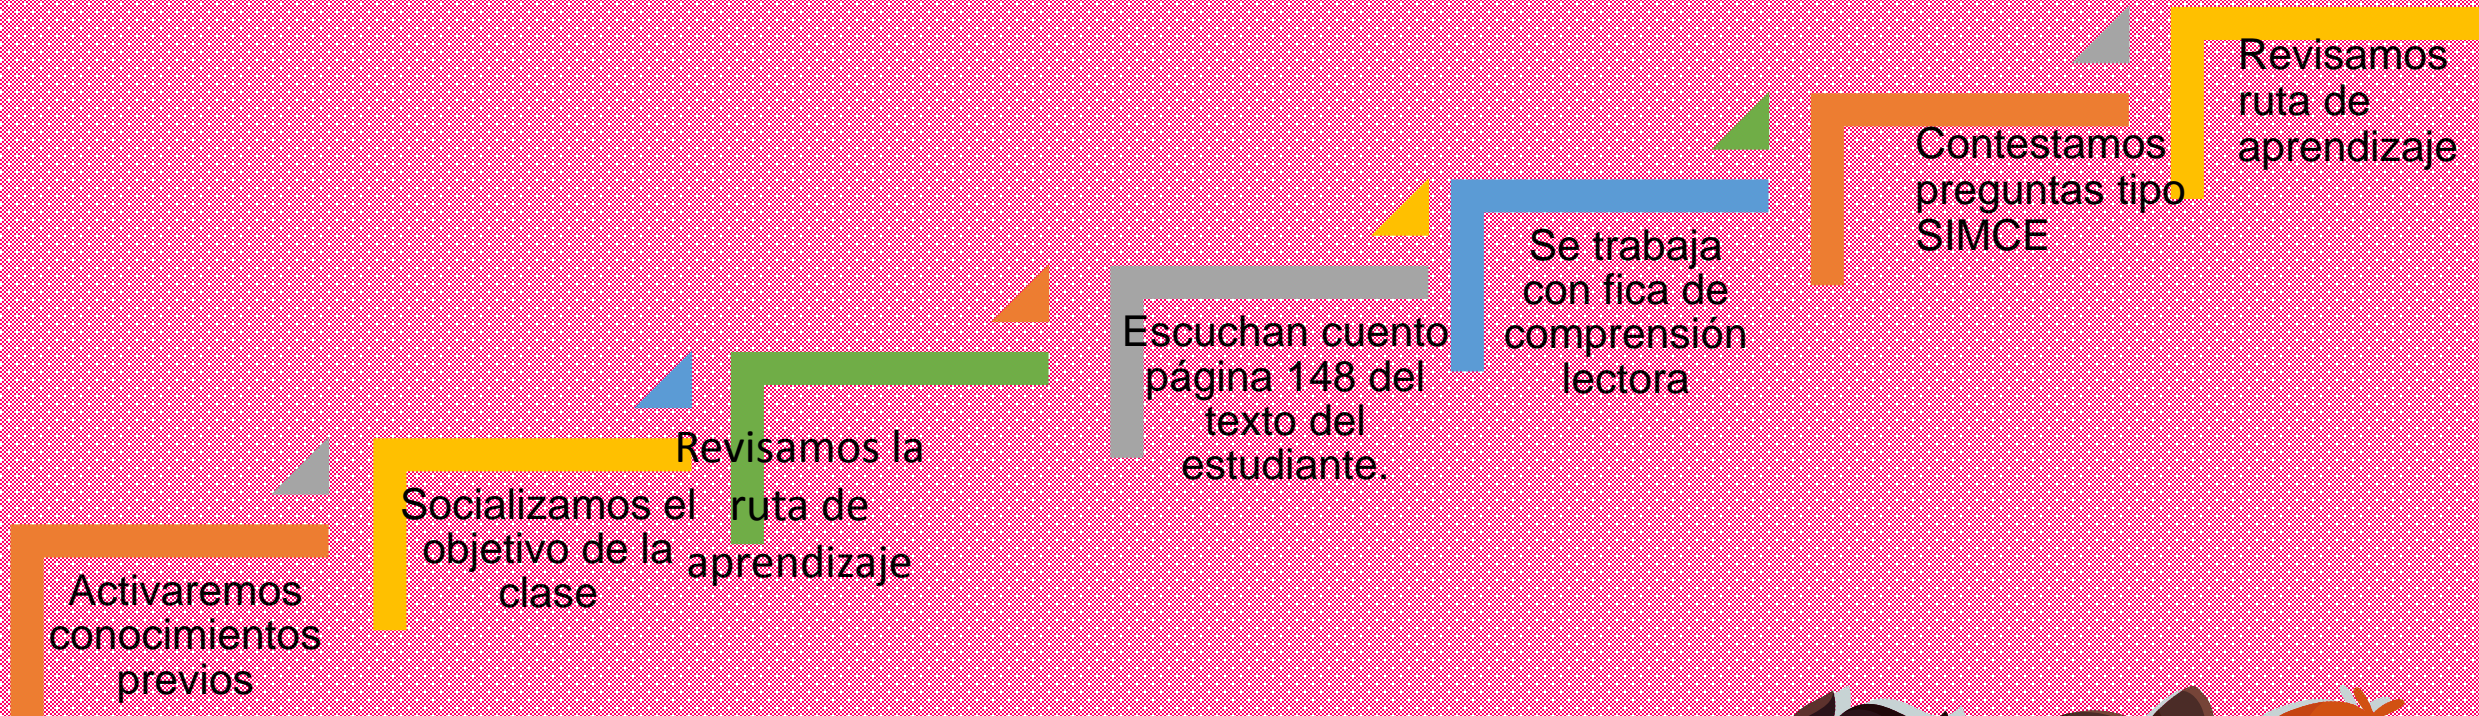 Activaremos
conocimientos
previos
Socializamos el
objetivo de la
clase
Revisamos la
ruta de
aprendizaje
Escuchan cuento
página 148 del
texto del
estudiante.
Se trabaja
con fica de
comprensión
lectora
Contestamos
preguntas tipo
SIMCE
Revisamos
ruta de
aprendizaje